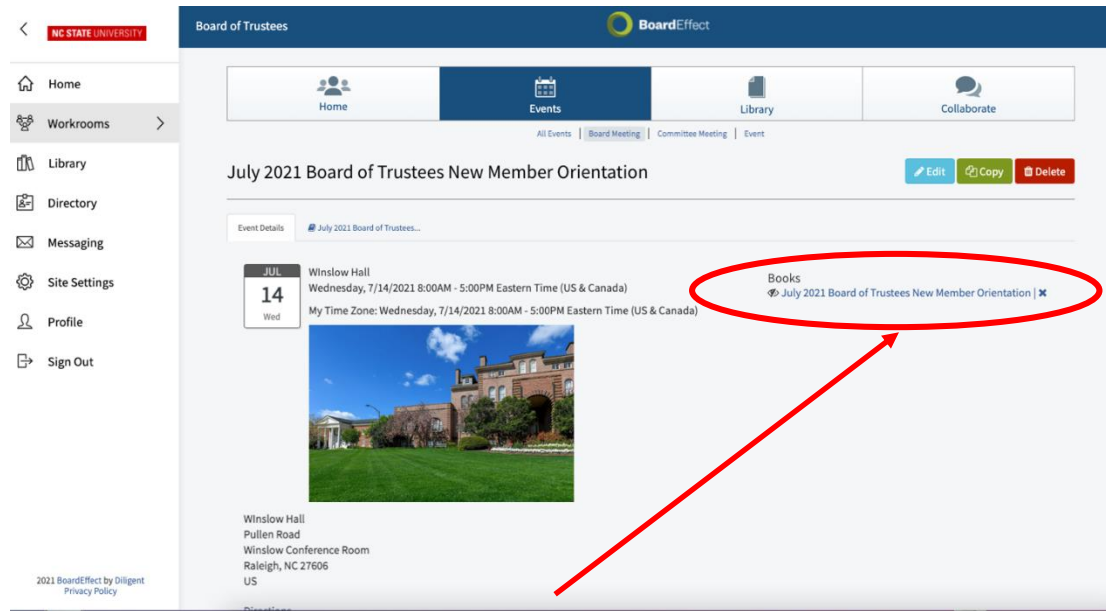 NC STATE UNIVERSITY
Home
Workrooms
Library
Directory
Messaging
Site Settings
Profile
Sign Out
2021 BoardEffect by Diligent
Privacy Policy
Board of Trustees
BoardEffect
Home
Events
Library
Collaborate
All Events | Board Meeting | Committee Meeting | Event
July 2021 Board of Trustees New Member Orientation
Edit
Copy
Delete
Event Details
July 2021 Board of Trustees...
JUL
14
Wed
WInslow Hall
Wednesday, 7/14/2021 8:00AM - 5:00PM Eastern Time (US & Canada)
My Time Zone: Wednesday, 7/14/2021 8:00AM - 5:00PM Eastern Time (US & Canada)
Books
July 2021 Board of Trustees New Member Orientation | ×
WInslow Hall
Pullen Road
Winslow Conference Room
Raleigh, NC 27606
US
Directions